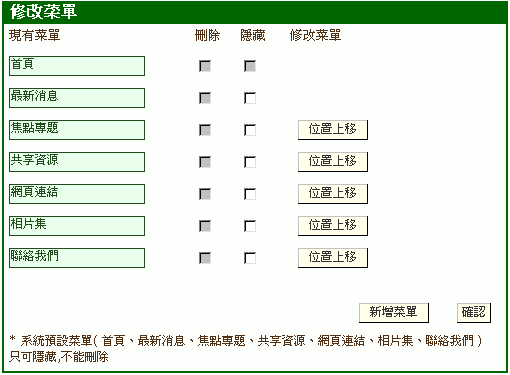 修改菜單
現有菜單 刪除 隱藏 修改菜單
首頁
最新消息
焦點專題 位置上移
共享資源 位置上移
網頁連結 位置上移
相片集 位置上移
聯絡我們 位置上移
新增菜單 確認
* 系統預設菜單( 首頁、最新消息、焦點專題、共享資源、網頁連結、相片集、聯絡我們 )
只可隱藏,不能刪除